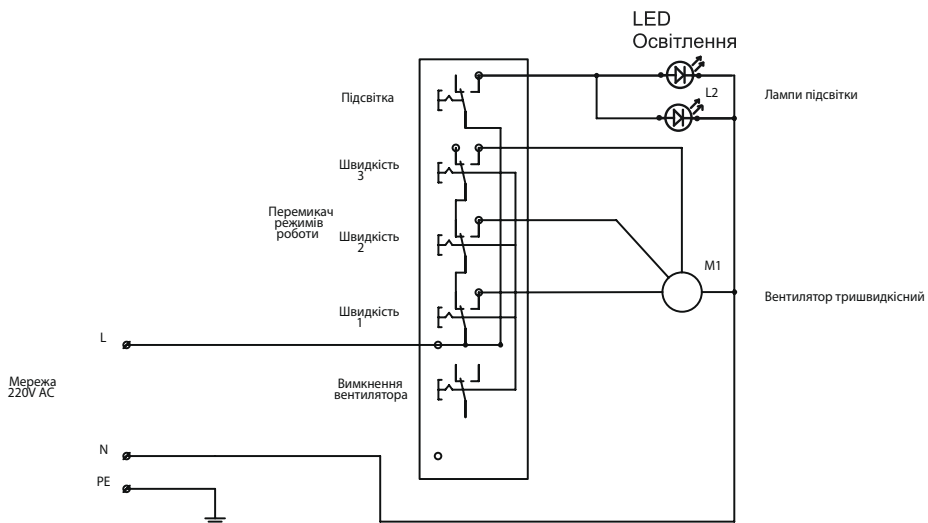 LED
Освітлення
L2
Лампи підсвітки
Підсвітка
Швидкість
3
Перемикач
режимів
роботи
Швидкість
2
M1
Вентилятор тришвидкісний
Швидкість
1
L
Мережа
220V AC
Вимкнення
вентилятора
N
PE